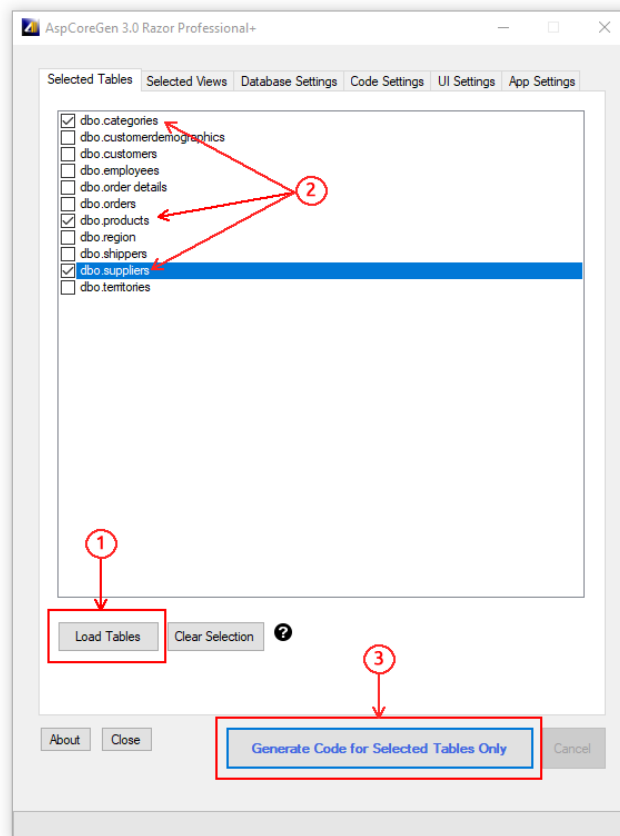 AspCoreGen 3.0 Razor Professional+
Selected Tables Selected Views Database Settings Code Settings UI Settings App Settings
dbo.categories
dbo.customerdemographics
dbo.customers
dbo.employees
dbo.order details
2
dbo.orders
dbo.products
dbo.region
dbo.shippers
dbo.suppliers
dbo.territories
1
Load Tables Clear Selection ?
3
About Close Generate Code for Selected Tables Only Cancel